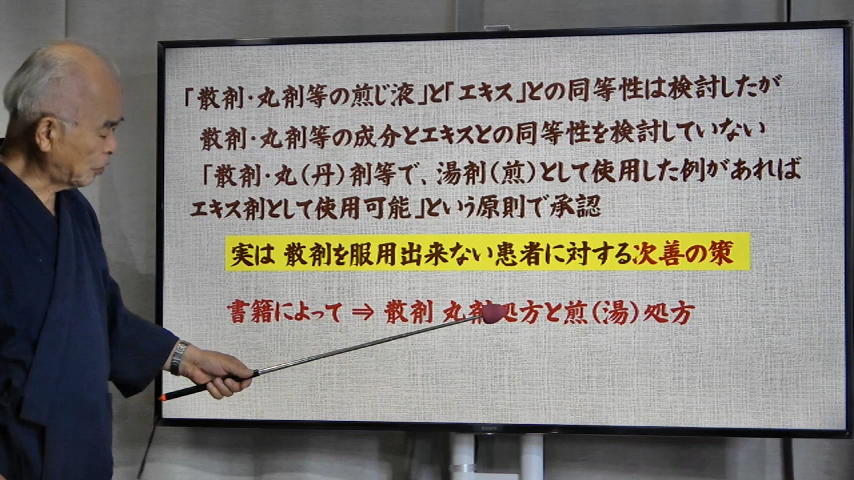 「散剤・丸剤等の煎じ液」と「エキス」との同等性は検討したが
散剤・丸剤等の成分とエキスとの同等性を検討していない
「散剤・丸(丹)剤等で、湯剤(煎)として使用した例があれば
エキス剤として使用可能」という原則で承認
実は 散剤を服用出来ない患者に対する次善の策
書籍によって ⇒ 散剤 丸剤処方と煎(湯)処方